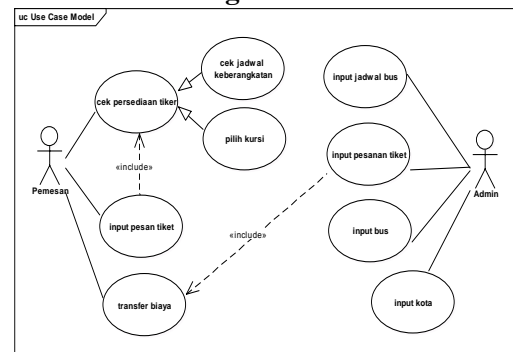 uc Use Case Model
cek jadwal
keberangkatan
cek persediaan tiker
pilih kursi
input jadwal bus
input pesanan tiket
«include»
Pemesan
Admin
input pesan tiket
«include»
input bus
transfer biaya
input kota